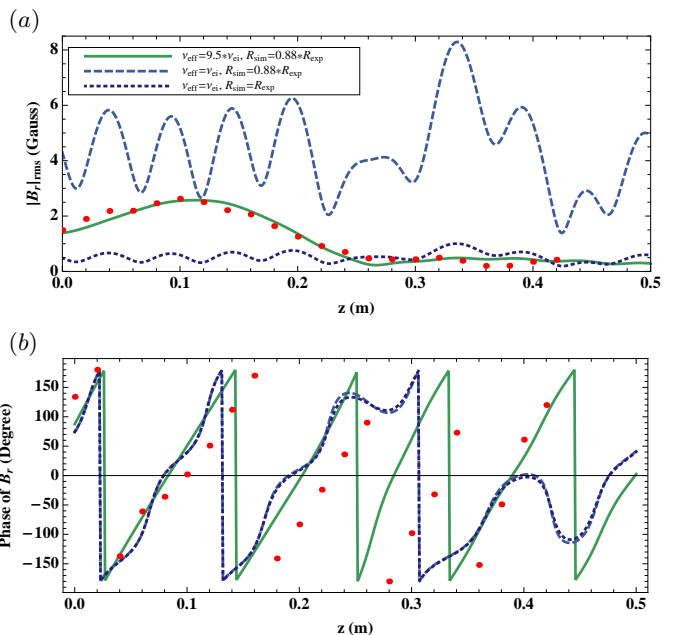 (a)
8
6
4
2
0
|B_r|_rms (Gauss)
ν_eff=9.5*ν_ei, R_sim=0.88*R_exp
ν_eff=ν_ei, R_sim=0.88*R_exp
ν_eff=ν_ei, R_sim=R_exp
0.0 0.1 0.2 0.3 0.4 0.5
z (m)
(b)
150
100
50
0
−50
−100
−150
Phase of B_r (Degree)
0.0 0.1 0.2 0.3 0.4 0.5
z (m)